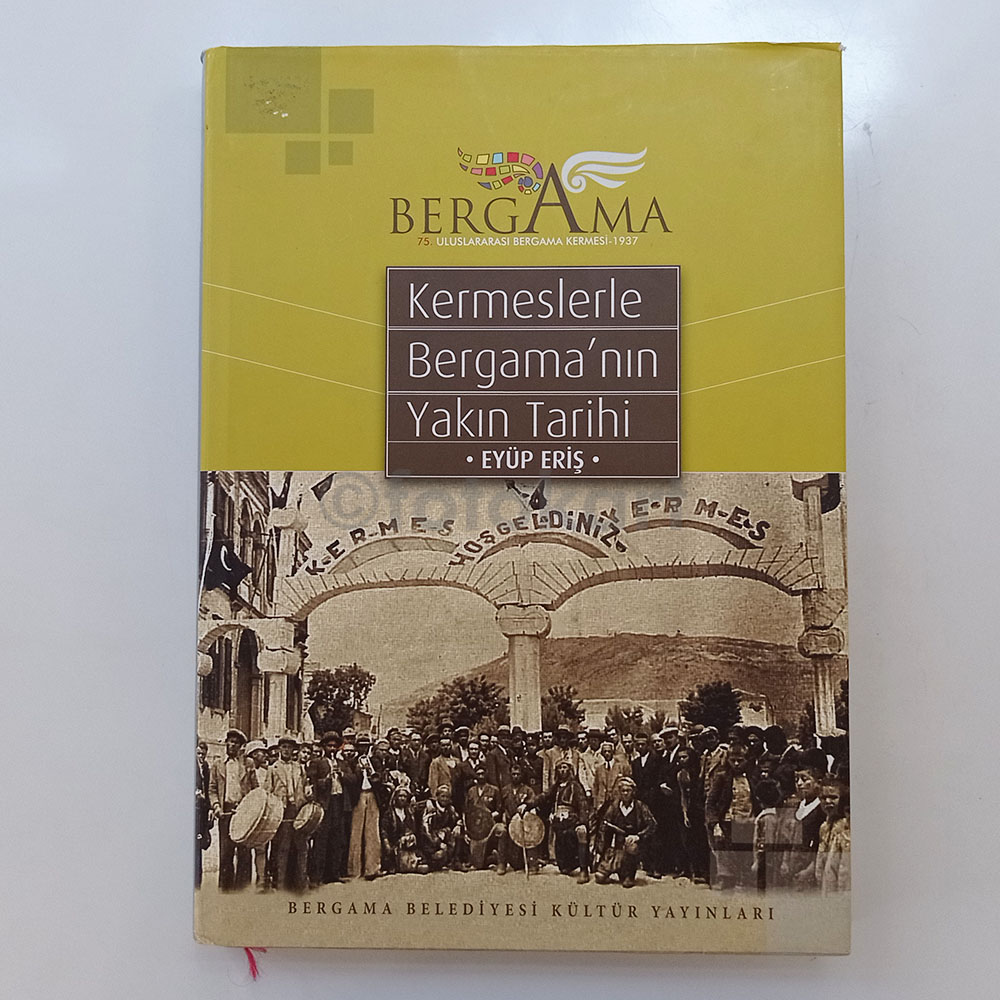 BERGAMA
75. ULUSLARARASI BERGAMA KERMESİ-1937
Kermeslerle
Bergama'nın
Yakın Tarihi
• EYÜP ERİŞ •
K-E-R-M-E-S HOŞGELDİNİZ K-E-R-M-E-S
BERGAMA BELEDİYESİ KÜLTÜR YAYINLARI